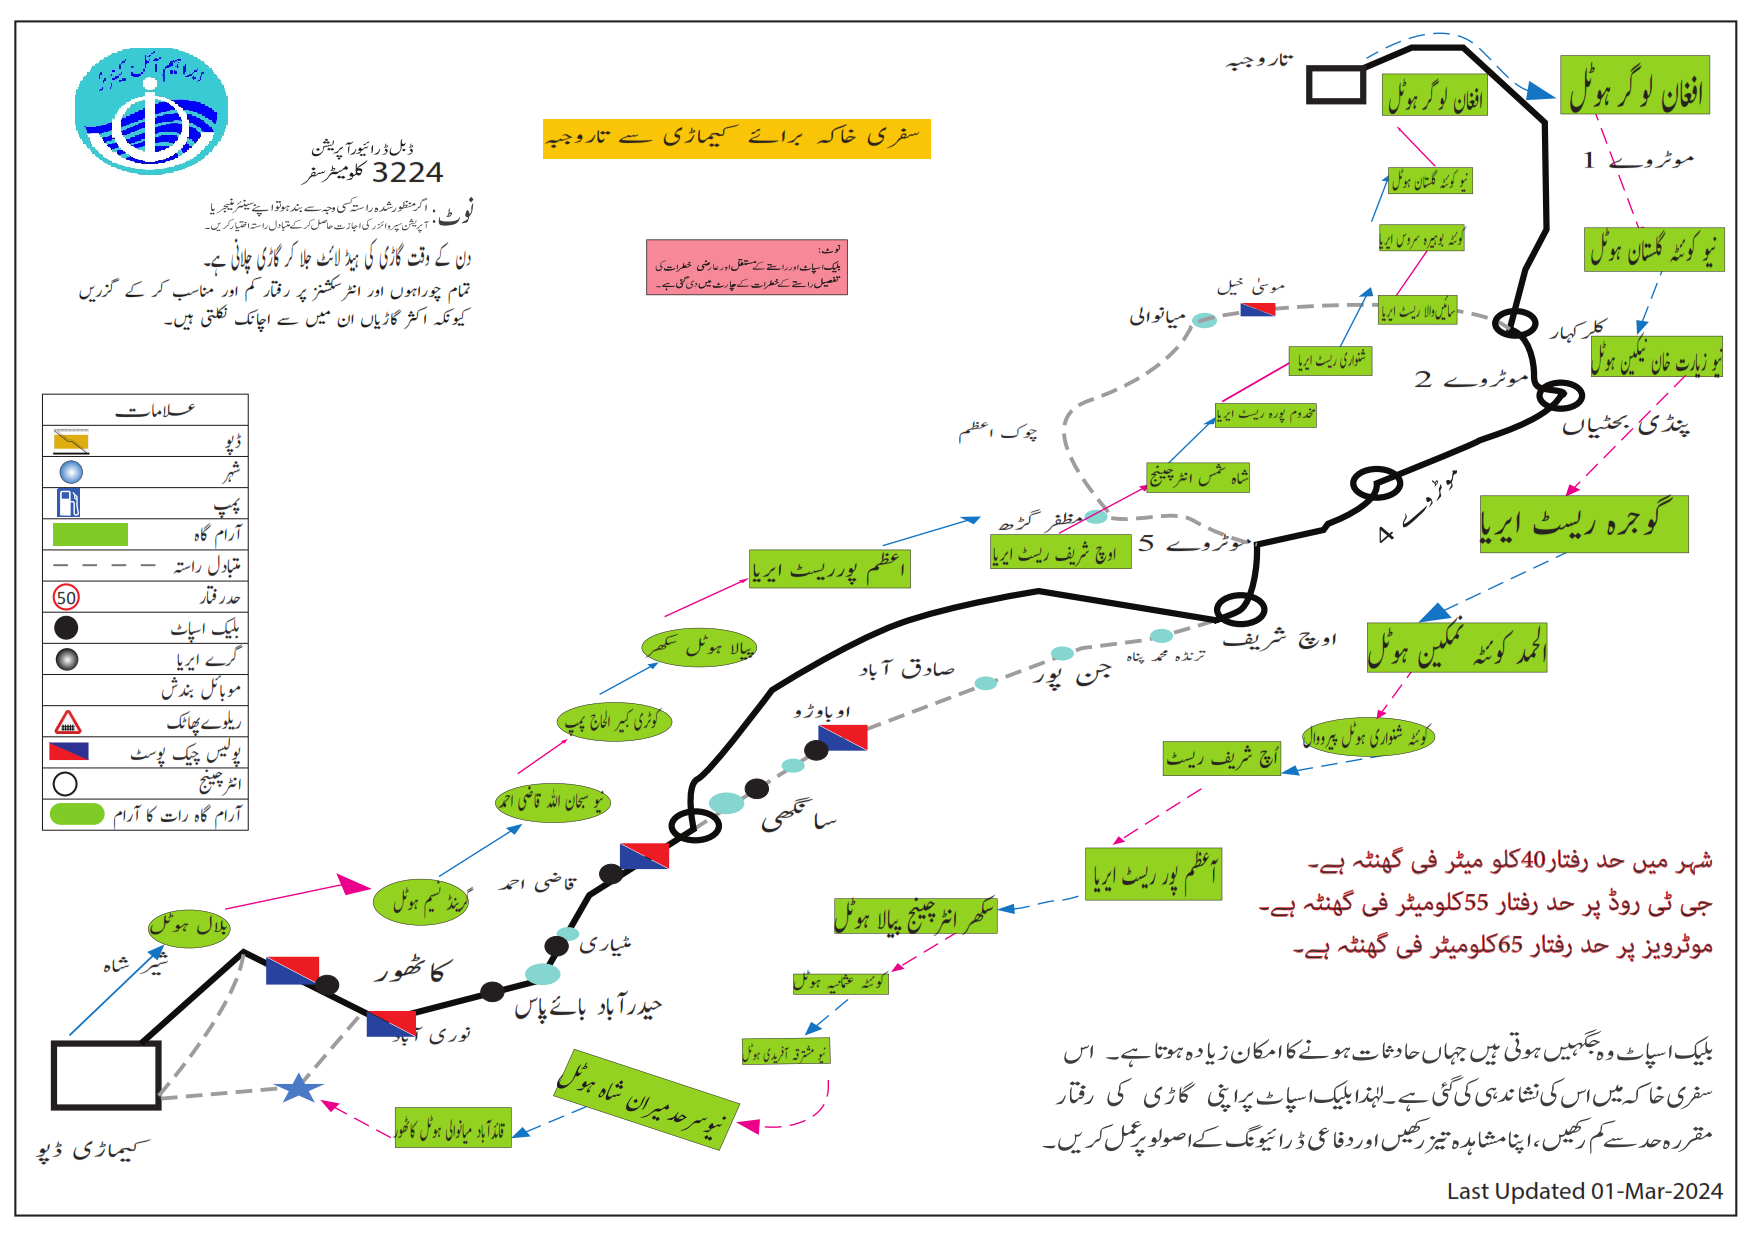 ابراہیم آئل کیمز
سفری خاکہ برائے کیماڑی سے تاروجبہ
ڈبل ڈرائیور آپریشن
3224 کلومیٹر سفر
نوٹ: اگر منظور شدہ راستہ کسی وجہ سے بند ہو تو اپنے سینئر منیجر یا
آپریشن سپروائزر کی اجازت حاصل کر کے متبادل راستہ اختیار کریں۔
دن کے وقت گاڑی کی ہیڈ لائٹ جلا کر گاڑی چلانی ہے۔
تمام چوراہوں اور انٹرسکشنز پر رفتار کم اور مناسب کر کے گزریں
کیونکہ اکثر گاڑیاں ان میں سے اچانک نکلتی ہیں۔
نوٹ:
بلیک اسپاٹ اور راستے کے مستقل اور عارضی خطرات کی
تفصیل راستے کے خطرات کے چارٹ میں دی گئی ہے۔
علامات
ڈپو
شہر
پمپ
آرام گاہ
متبادل راستہ
50 حد رفتار
بلیک اسپاٹ
گرے ایریا
موبائل بندش
ریلوے پھاٹک
پولیس چیک پوسٹ
انٹرچینج
آرام گاہ رات کا آرام
تاروجبہ
افغان لوگر ہوٹل
افغان لوگر ہوٹل
موٹروے 1
نیو کوئٹہ گلستان ہوٹل
نیو کوئٹہ گلستان ہوٹل
کوئٹہ بوہیرہ سروس ایریا
موسیٰ خیل
میانوالی
سائیں والا ریسٹ ایریا
کلر کہار
نیو زیارت خان نیکین ہوٹل
شنواری ریسٹ ایریا
موٹروے 2
مخدوم پورہ ریسٹ ایریا
پنڈی بھٹیاں
چوک اعظم
شاہ شمس انٹرچینج
موٹروے 4
گوجرہ ریسٹ ایریا
مظفر گڑھ
اوچ شریف ریسٹ ایریا
موٹروے 5
اعظم پور ریسٹ ایریا
الحمد کوئٹہ نمکین ہوٹل
اوچ شریف
ترنڈہ محمد پناہ
جن پور
صادق آباد
پیالا ہوٹل سکھر
اوباوڑو
کوٹری کبیر الحاج پمپ
کوئٹہ شنواری ہوٹل پیرووال
اُچ شریف ریسٹ
نیو سبحان اللہ قاضی احمد
سانگھی
شہر میں حد رفتار40کلو میٹر فی گھنٹہ ہے۔
جی ٹی روڈ پر حد رفتار 55کلومیٹر فی گھنٹہ ہے۔
موٹرویز پر حد رفتار 65کلومیٹر فی گھنٹہ ہے۔
اعظم پور ریسٹ ایریا
قاضی احمد
گرینڈ نسیم ہوٹل
سکھر انٹرچینج پیالا ہوٹل
بلال ہوٹل
مٹیاری
شیر شاہ
کاٹھور
کوئٹہ عثمانیہ ہوٹل
حیدرآباد بائے پاس
نوری آباد
نیو مشترقہ آفریدی ہوٹل
نیو سرحد میران شاہ ہوٹل
قائدآباد میانوالی ہوٹل کاٹھور
کیماڑی ڈپو
بلیک اسپاٹ وہ جگہیں ہوتی ہیں جہاں حادثات ہونے کا امکان زیادہ ہوتا ہے۔ اس
سفری خاکہ میں اس کی نشاندہی کی گئی ہے۔ لہٰذا بلیک اسپاٹ پر اپنی گاڑی کی رفتار
مقررہ حد سے کم رکھیں، اپنا مشاہدہ تیز رکھیں اور دفاعی ڈرائیونگ کے اصولو پر عمل کریں۔
Last Updated 01-Mar-2024